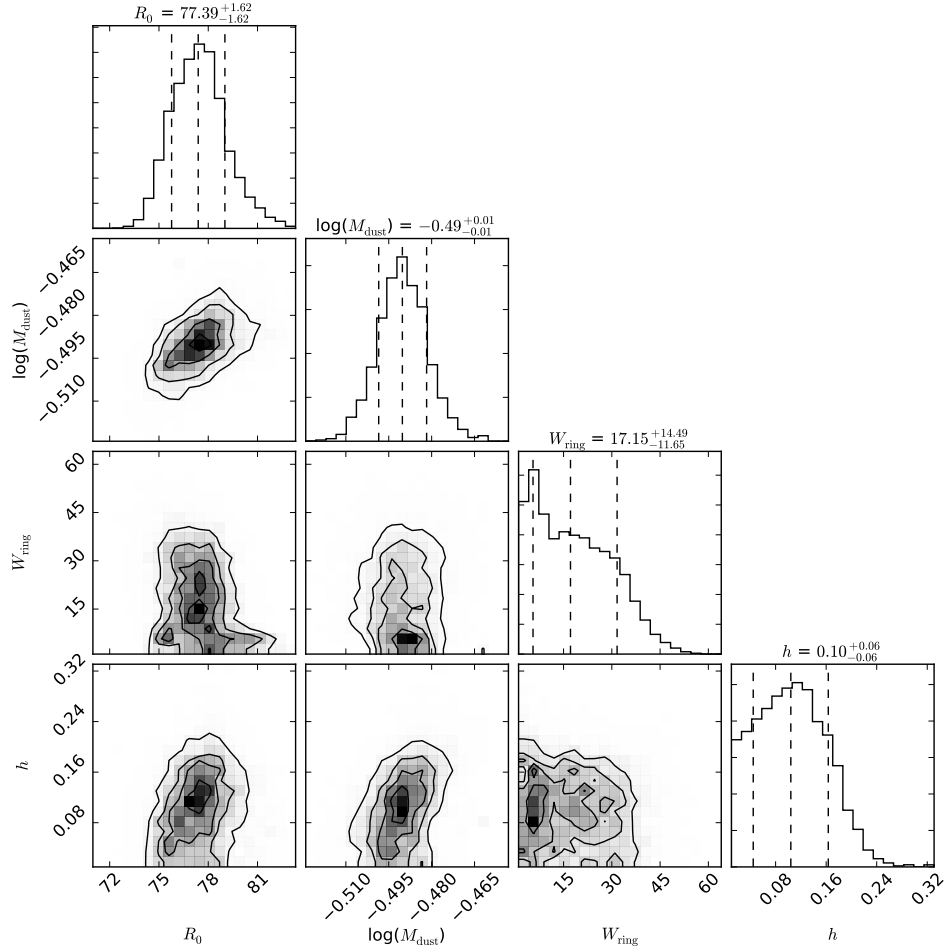 R₀ = 77.39 +1.62 −1.62
log(M_dust) = −0.49 +0.01 −0.01
W_ring = 17.15 +14.49 −11.65
h = 0.10 +0.06 −0.06
log(M_dust)
−0.465
−0.480
−0.495
−0.510
W_ring
60
45
30
15
h
0.32
0.32
0.24
0.16
0.08
72 75 78 81
−0.510 −0.495 −0.480 −0.465
15 30 45 60
0.08 0.16 0.24 0.32
R₀
log(M_dust)
W_ring
h